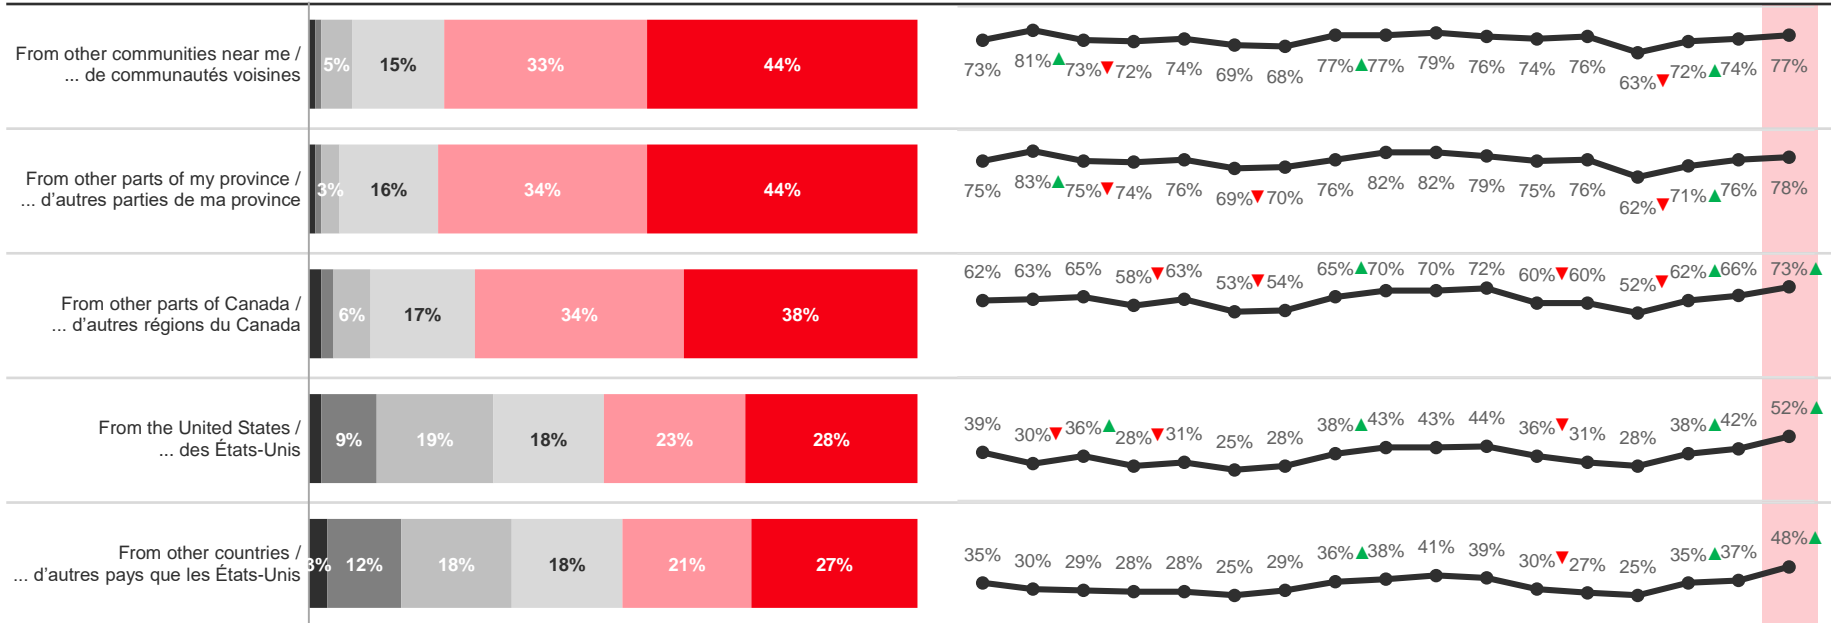 From other communities near me /
... de communautés voisines
5% 15% 33% 44%
73% 81% 73% 72% 74% 69% 68% 77% 77% 79% 76% 74% 76% 63% 72% 74% 77%
From other parts of my province /
... d'autres parties de ma province
3% 16% 34% 44%
75% 83% 75% 74% 76% 69% 70% 76% 82% 82% 79% 75% 76% 62% 71% 76% 78%
From other parts of Canada /
... d'autres régions du Canada
6% 17% 34% 38%
62% 63% 65% 58% 63% 53% 54% 65% 70% 70% 72% 60% 60% 52% 62% 66% 73%
From the United States /
... des États-Unis
9% 19% 18% 23% 28%
39% 30% 36% 28% 31% 25% 28% 38% 43% 43% 44% 36% 31% 28% 38% 42% 52%
From other countries /
... d'autres pays que les États-Unis
3% 12% 18% 18% 21% 27%
35% 30% 29% 28% 28% 25% 29% 36% 38% 41% 39% 30% 27% 25% 35% 37% 48%